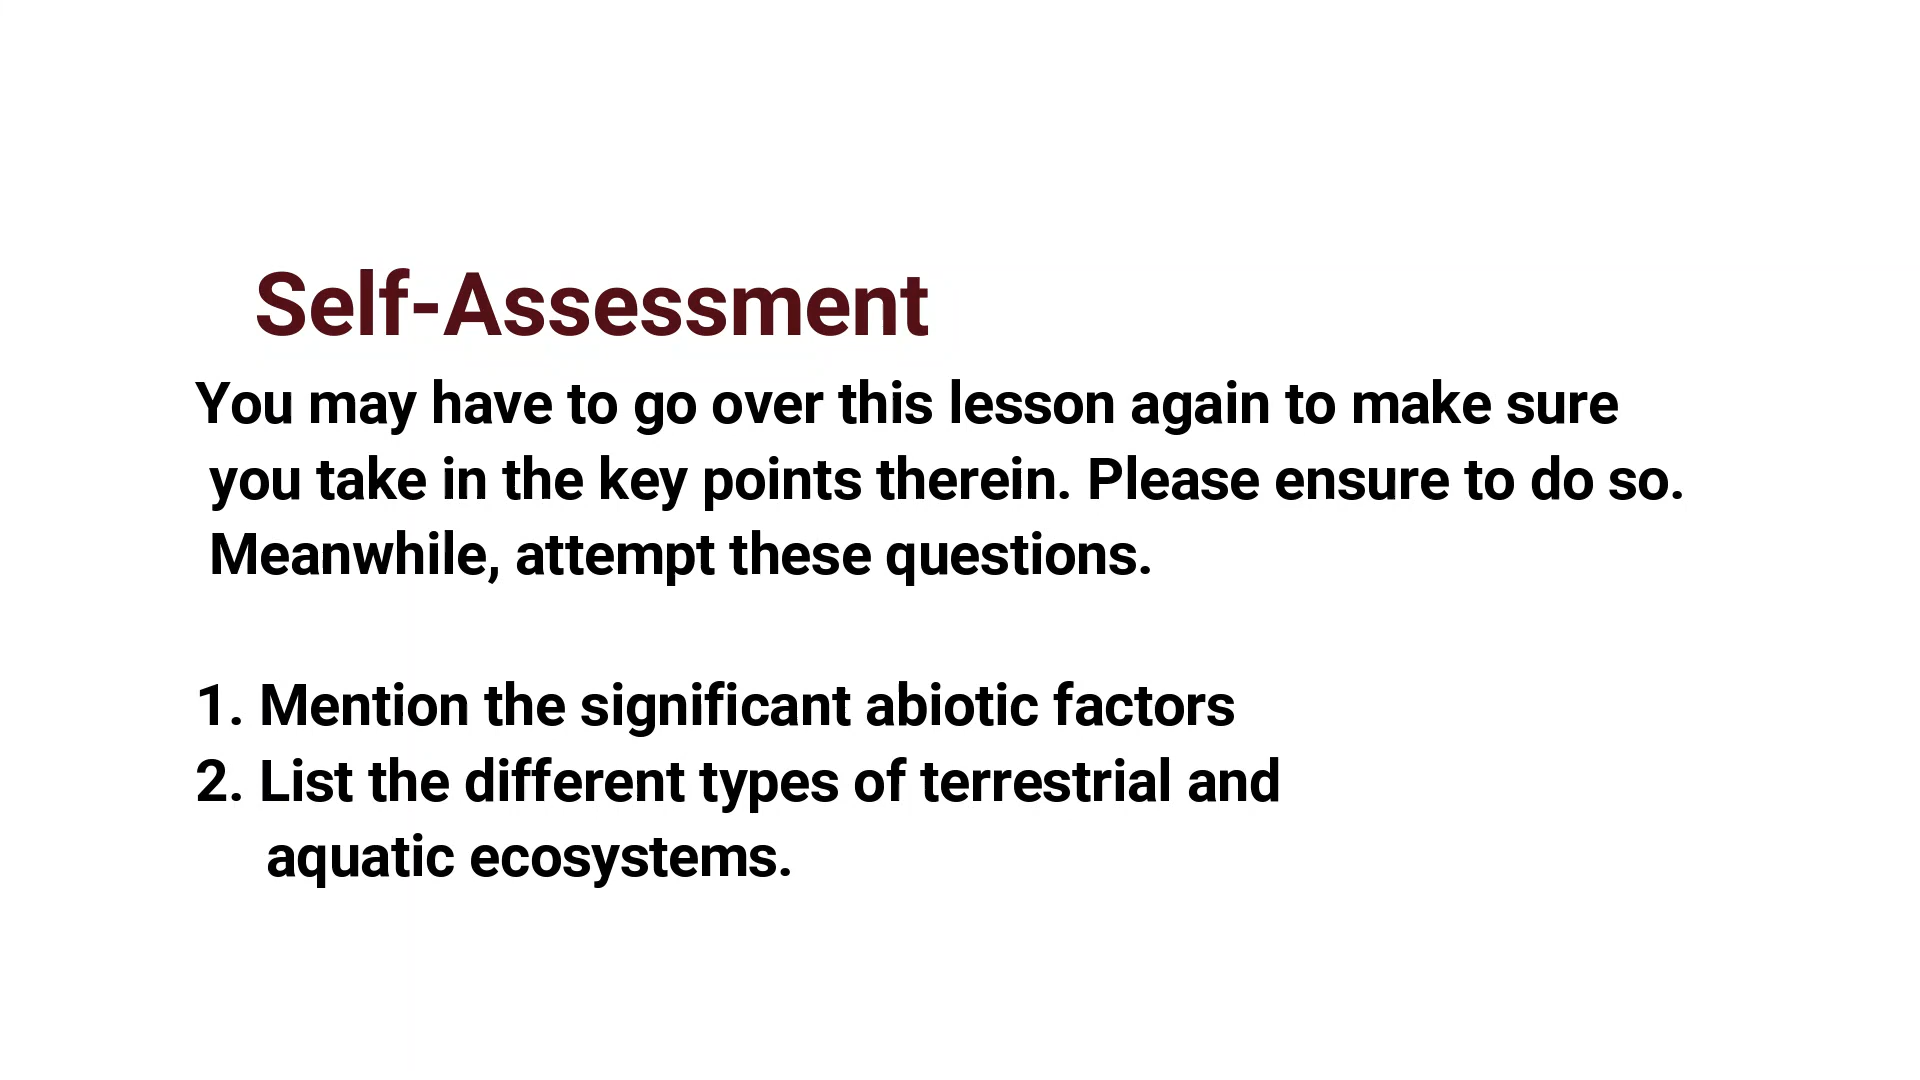 Self-Assessment
You may have to go over this lesson again to make sure
you take in the key points therein. Please ensure to do so.
Meanwhile, attempt these questions.
1. Mention the significant abiotic factors
2. List the different types of terrestrial and
aquatic ecosystems.